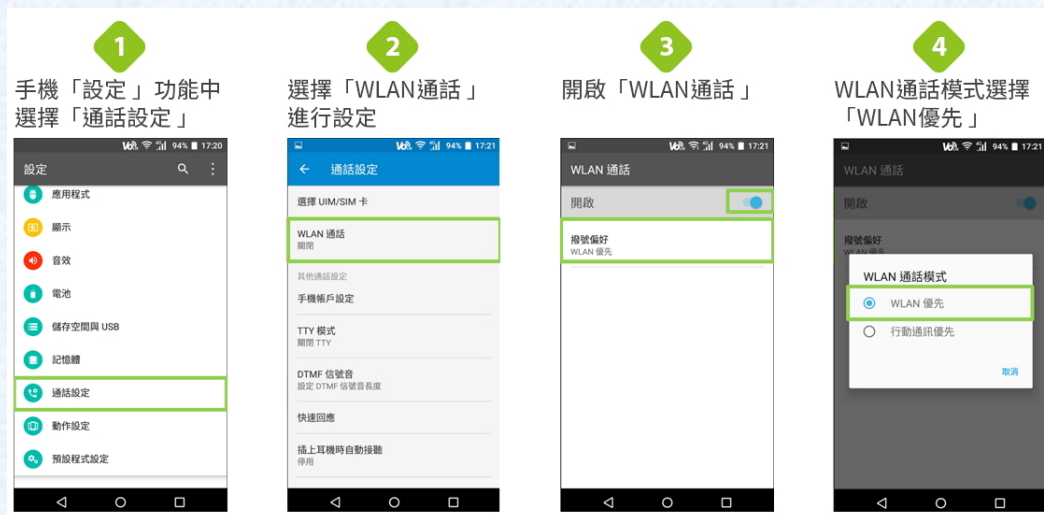 1
手機「設定」功能中
選擇「通話設定」
VoLTE 94% 17:20
設定
應用程式
顯示
音效
電池
儲存空間與 USB
記憶體
通話設定
動作設定
預設程式設定
2
選擇「WLAN通話」
進行設定
94% 17:21
通話設定
選擇 UIM/SIM 卡
WLAN 通話
關閉
其他通話設定
手機帳戶設定
TTY 模式
關閉 TTY
DTMF 信號音
設定 DTMF 信號音長度
快速回應
插上耳機時自動接聽
停用
3
開啟「WLAN通話」
94% 17:21
WLAN 通話
開啟
撥號偏好
WLAN 優先
4
WLAN通話模式選擇
「WLAN優先」
94% 17:21
WLAN 通話
開啟
撥號偏好
WLAN 優先
WLAN 通話模式
WLAN 優先
行動通訊優先
取消